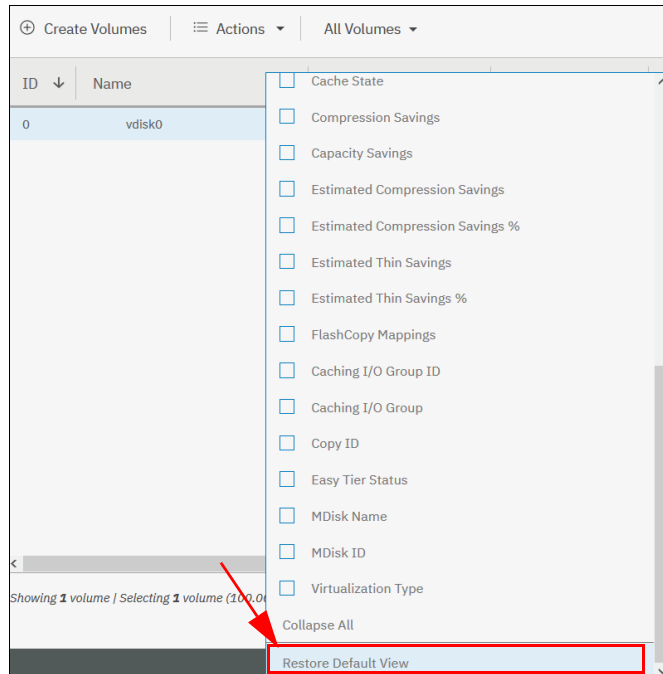 Create Volumes Actions All Volumes
ID Name
Cache State
0 vdisk0
Compression Savings
Capacity Savings
Estimated Compression Savings
Estimated Compression Savings %
Estimated Thin Savings
Estimated Thin Savings %
FlashCopy Mappings
Caching I/O Group ID
Caching I/O Group
Copy ID
Easy Tier Status
MDisk Name
MDisk ID
Virtualization Type
Showing 1 volume | Selecting 1 volume (100.0
Collapse All
Restore Default View